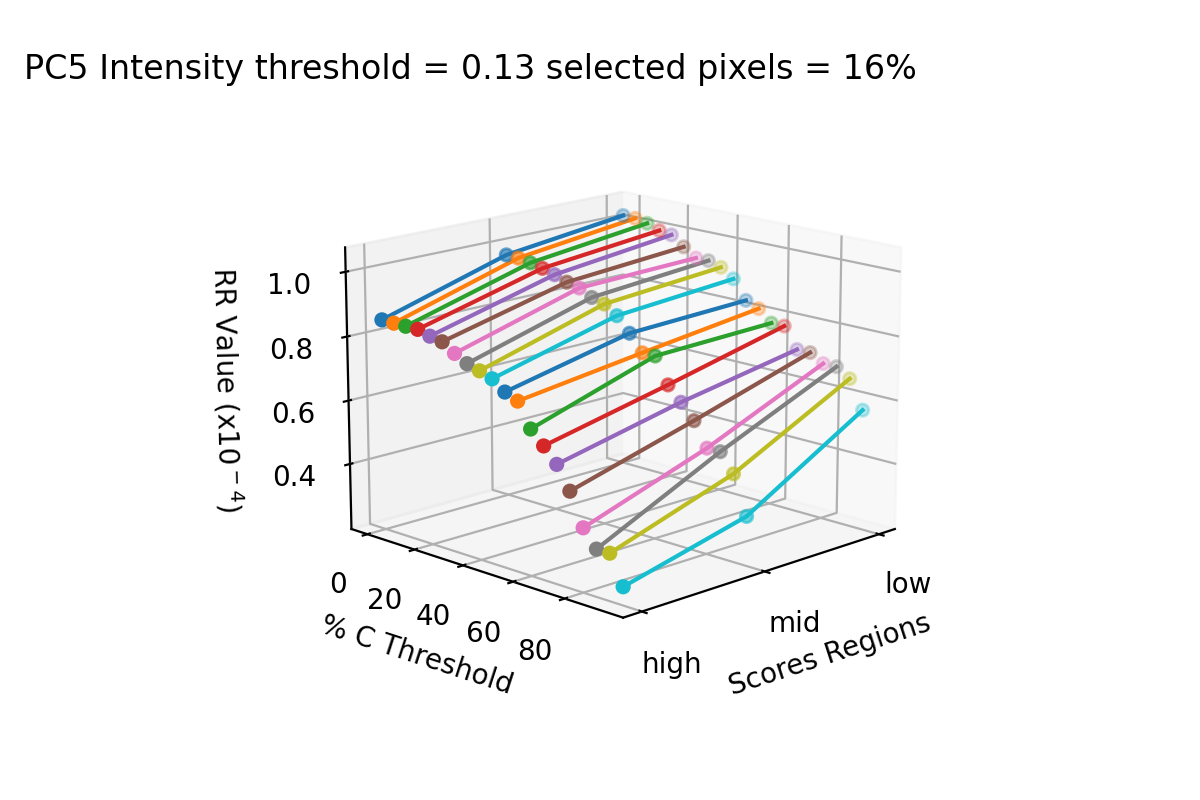 PC5 Intensity threshold = 0.13 selected pixels = 16%
RR Value (x10⁻⁴)
1.0
0.8
0.6
0.4
0
20
40
60
80
% C Threshold
high
mid
low
Scores Regions